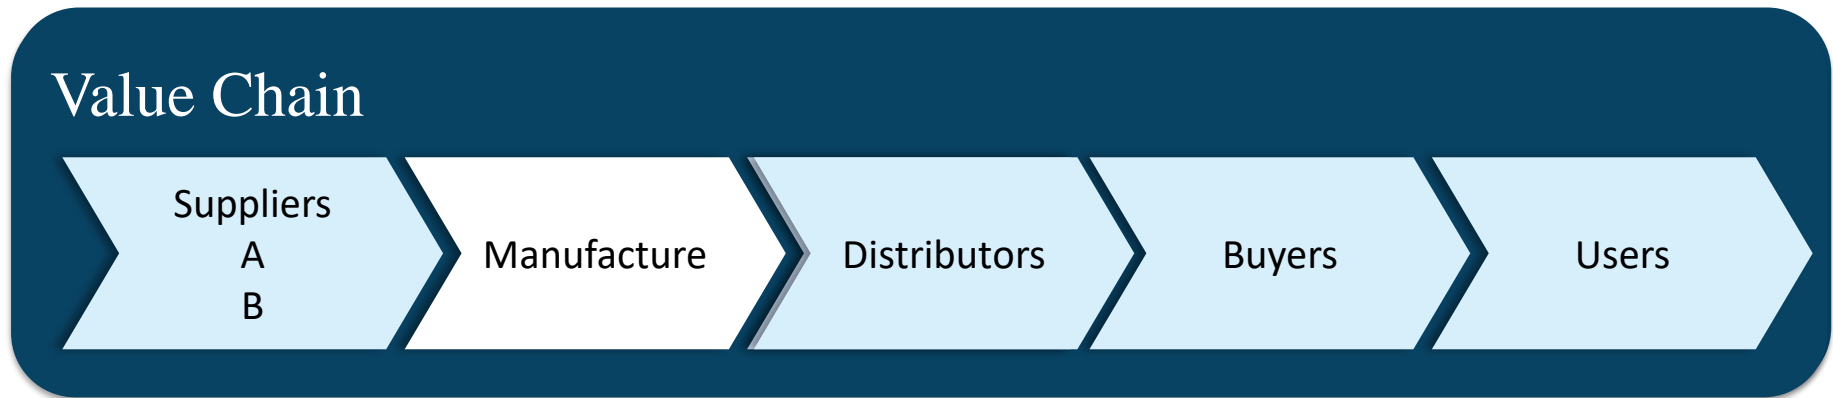 Value Chain
Suppliers
A
B
Manufacture
Distributors
Buyers
Users